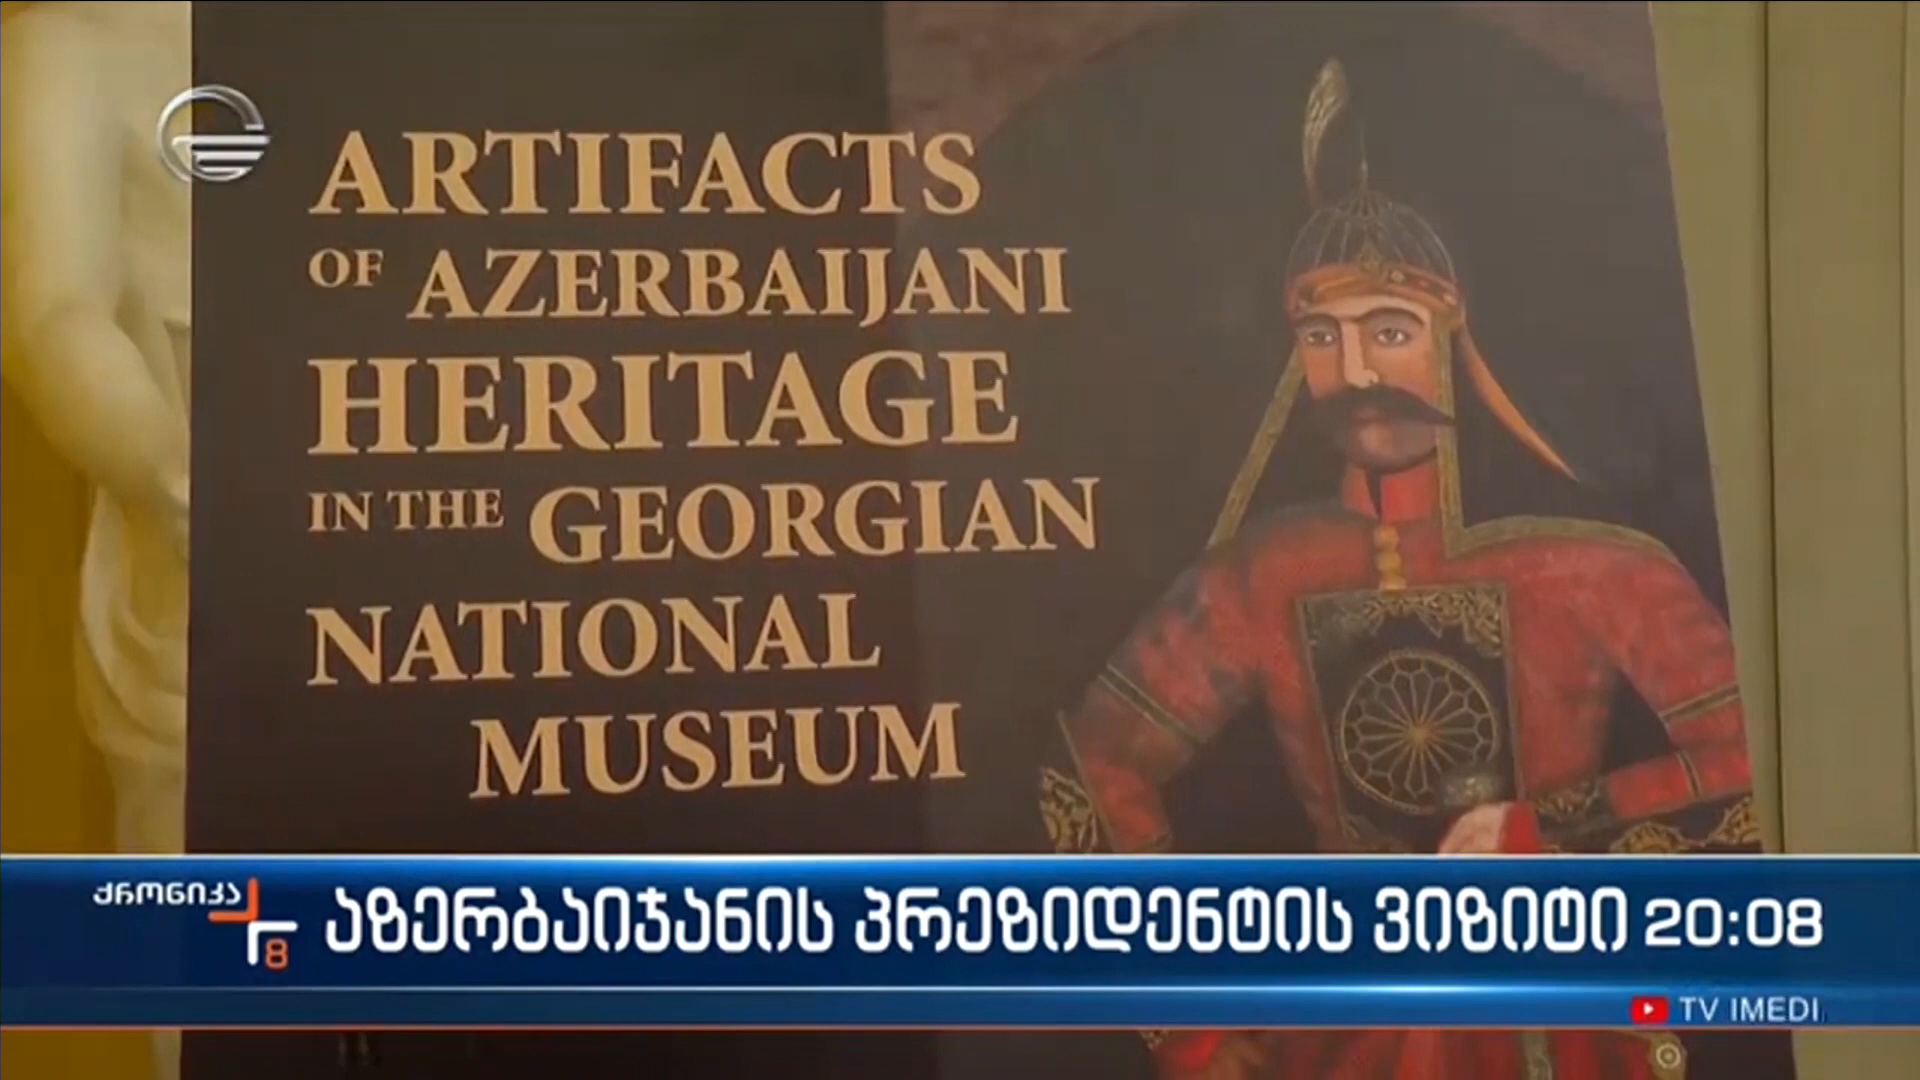 ARTIFACTS
OF AZERBAIJANI
HERITAGE
IN THE GEORGIAN
NATIONAL
MUSEUM
ქრონიკა
8
აზერბაიჯანის პრეზიდენტის ვიზიტი 20:08
TV IMEDI